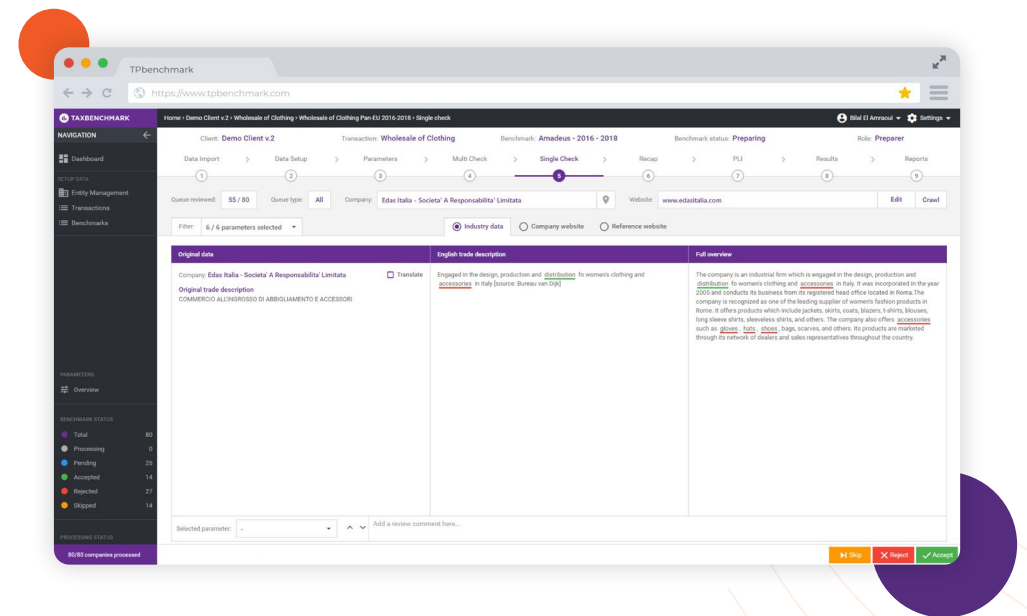 TPbenchmark
https://www.tpbenchmark.com
TAXBENCHMARK
Home › Demo Client v.2 › Wholesale of Clothing › Wholesale of Clothing Pan-EU 2016-2018 › Single check
Bilal El Amraoui
Settings
NAVIGATION
Dashboard
SETUP DATA
Entity Management
Transactions
Benchmarks
PARAMETERS
Overview
BENCHMARK STATUS
Total 80
Processing 0
Pending 25
Accepted 14
Rejected 27
Skipped 14
PROCESSING STATUS
80/80 companies processed
Client: Demo Client v.2
Transaction: Wholesale of Clothing
Benchmark: Amadeus - 2016 - 2018
Benchmark status: Preparing
Role: Preparer
Data Import > Data Setup > Parameters > Multi Check > Single Check > Recap > PLI > Results > Reports
1 2 3 4 5 6 7 8 9
Queue reviewed: 55 / 80
Queue type: All
Company: Edas Italia - Societa' A Responsabilita' Limitata
Website: www.edasitalia.com
Edit
Crawl
Filter: 6 / 6 parameters selected
Industry data
Company website
Reference website
Original data
Company: Edas Italia - Societa' A Responsabilita' Limitata
Translate
Original trade description
COMMERCIO ALL'INGROSSO DI ABBIGLIAMENTO E ACCESSORI
English trade description
Engaged in the design, production and distribution fo women's clothing and
accessories in Italy [source: Bureau van Dijk]
Full overview
The company is an industrial firm which is engaged in the design, production and
distribution fo women's clothing and accessories in Italy. It was incorporated in the year
2005 and conducts its business from its registered head office located in Roma. The
company is recognized as one of the leading supplier of women's fashion products in
Rome. It offers products which include jackets, skirts, coats, blazers, t-shirts, blouses,
long sleeve shirts, sleeveless shirts, and others. The company also offers accessories
such as gloves, hats, shoes, bags, scarves, and others. Its products are marketed
through its network of dealers and sales representatives throughout the country.
Selected parameter: -
Add a review comment here...
Skip
Reject
Accept